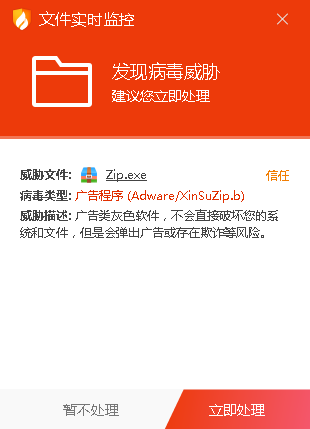 文件实时监控
发现病毒威胁
建议您立即处理
威胁文件: Zip.exe 信任
病毒类型: 广告程序 (Adware/XinSuZip.b)
威胁描述: 广告类灰色软件，不会直接破坏您的系
统和文件，但是会弹出广告或存在欺诈等风险。
暂不处理 立即处理